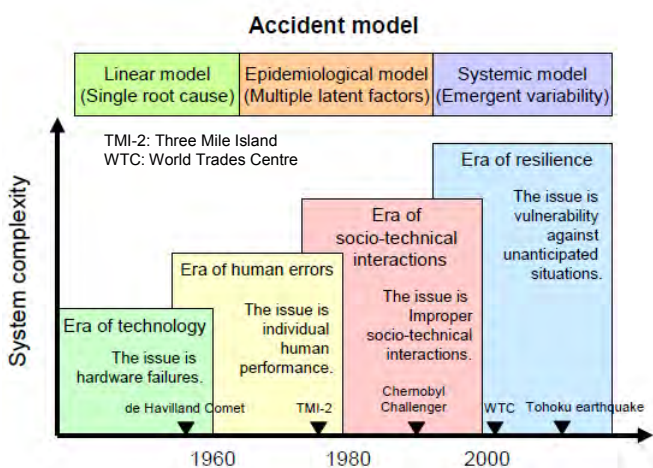 Accident model
Linear model
(Single root cause)
Epidemiological model
(Multiple latent factors)
Systemic model
(Emergent variability)
TMI-2: Three Mile Island
WTC: World Trades Centre
System complexity
Era of technology
The issue is
hardware failures.
de Havilland Comet
Era of human errors
The issue is
individual
human
performance.
TMI-2
Era of
socio-technical
interactions
The issue is
Improper
socio-technical
interactions.
Chernobyl
Challenger
Era of resilience
The issue is
vulnerability
against
unanticipated
situations.
WTC
Tohoku earthquake
1960
1980
2000